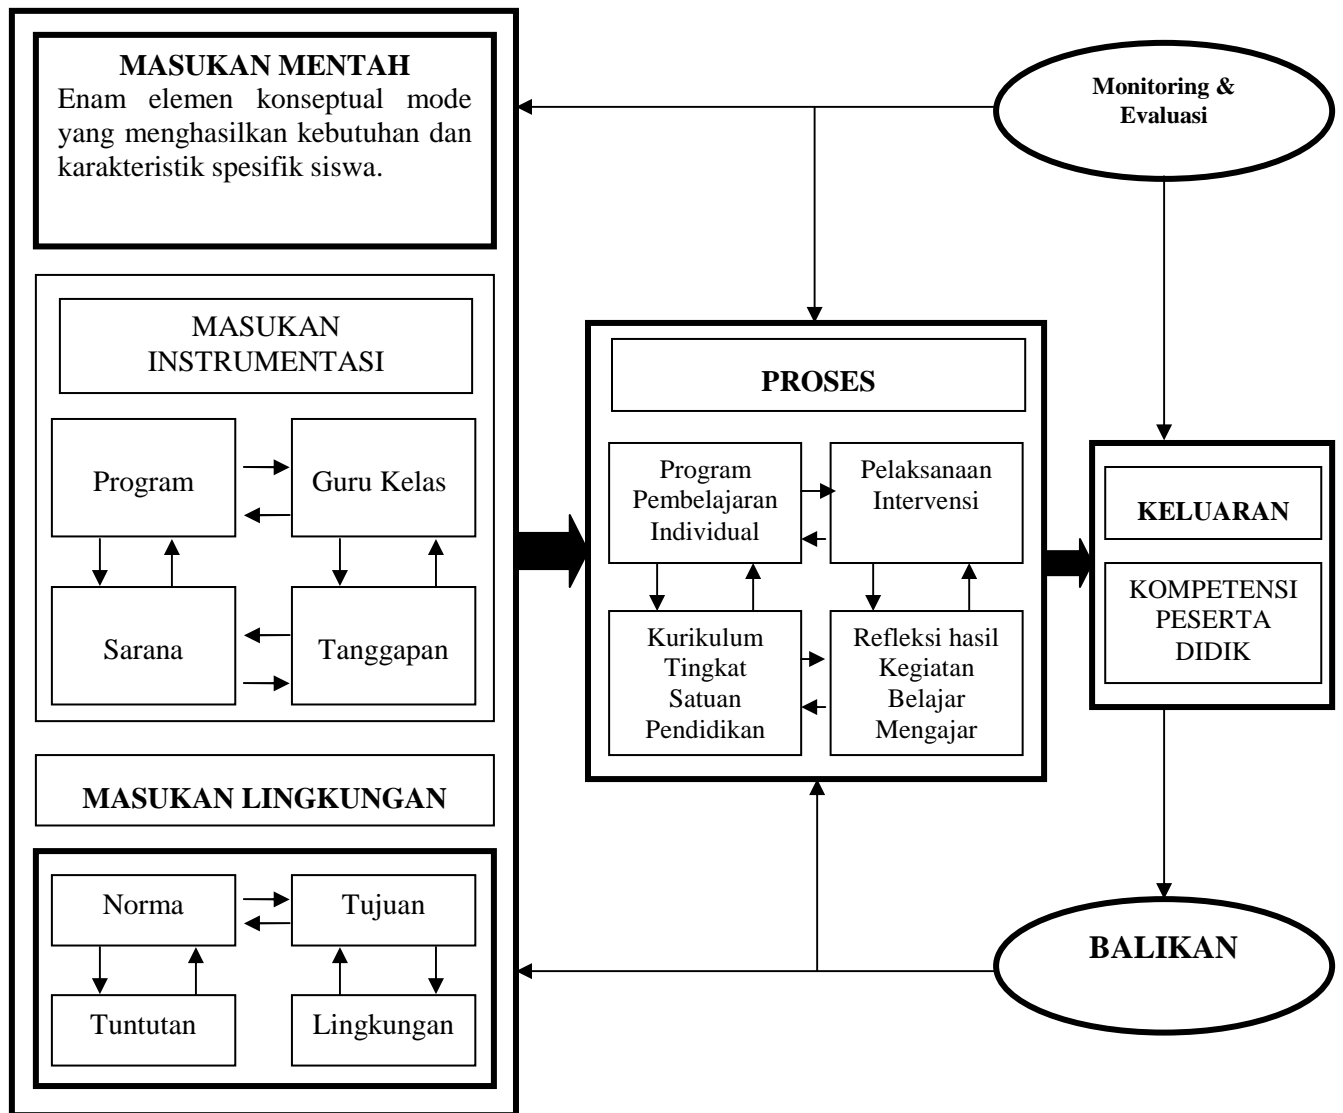 MASUKAN MENTAH
Enam elemen konseptual mode
yang menghasilkan kebutuhan dan
karakteristik spesifik siswa.
Monitoring &
Evaluasi
MASUKAN
INSTRUMENTASI
Program
Guru Kelas
Sarana
Tanggapan
MASUKAN LINGKUNGAN
Norma
Tujuan
Tuntutan
Lingkungan
PROSES
Program
Pembelajaran
Individual
Pelaksanaan
Intervensi
Kurikulum
Tingkat
Satuan
Pendidikan
Refleksi hasil
Kegiatan
Belajar
Mengajar
KELUARAN
KOMPETENSI
PESERTA
DIDIK
BALIKAN